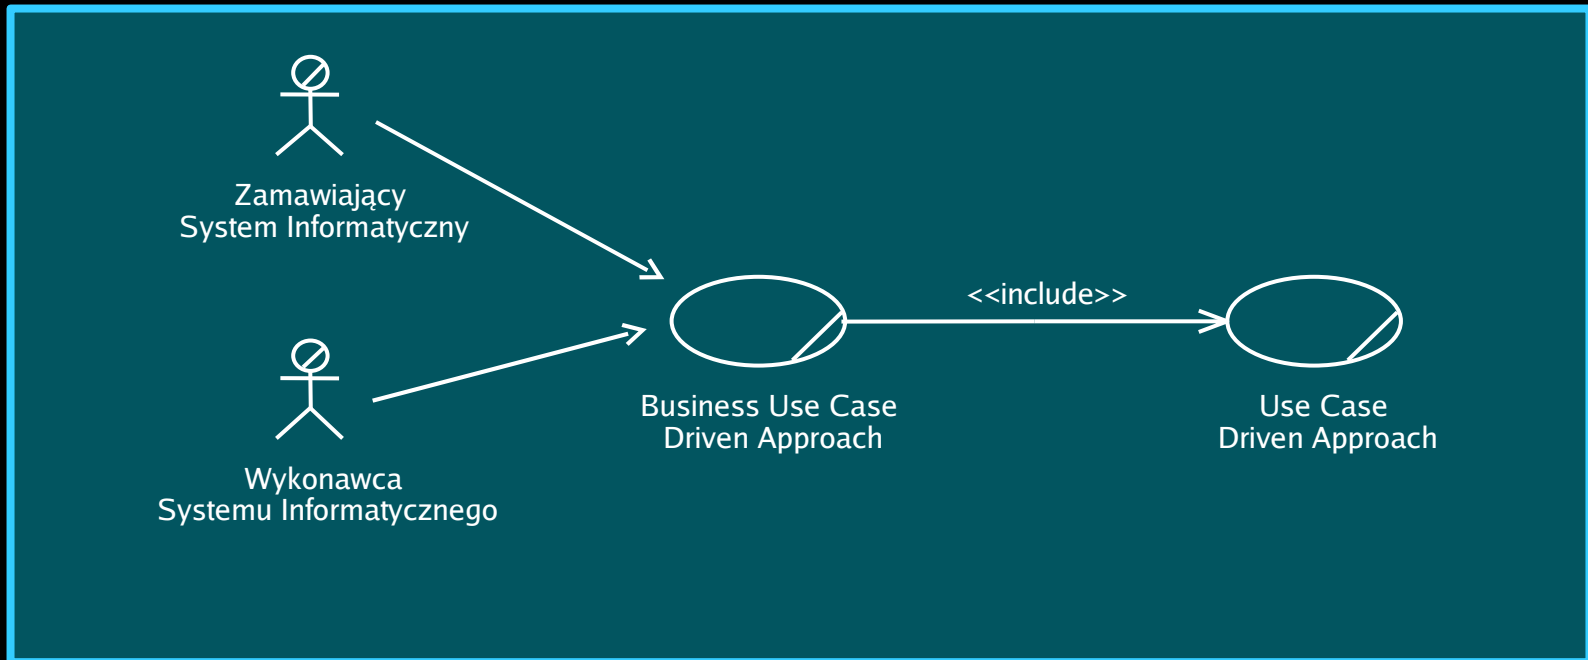 Zamawiający
System Informatyczny
Wykonawca
Systemu Informatycznego
Business Use Case
Driven Approach
<<include>>
Use Case
Driven Approach